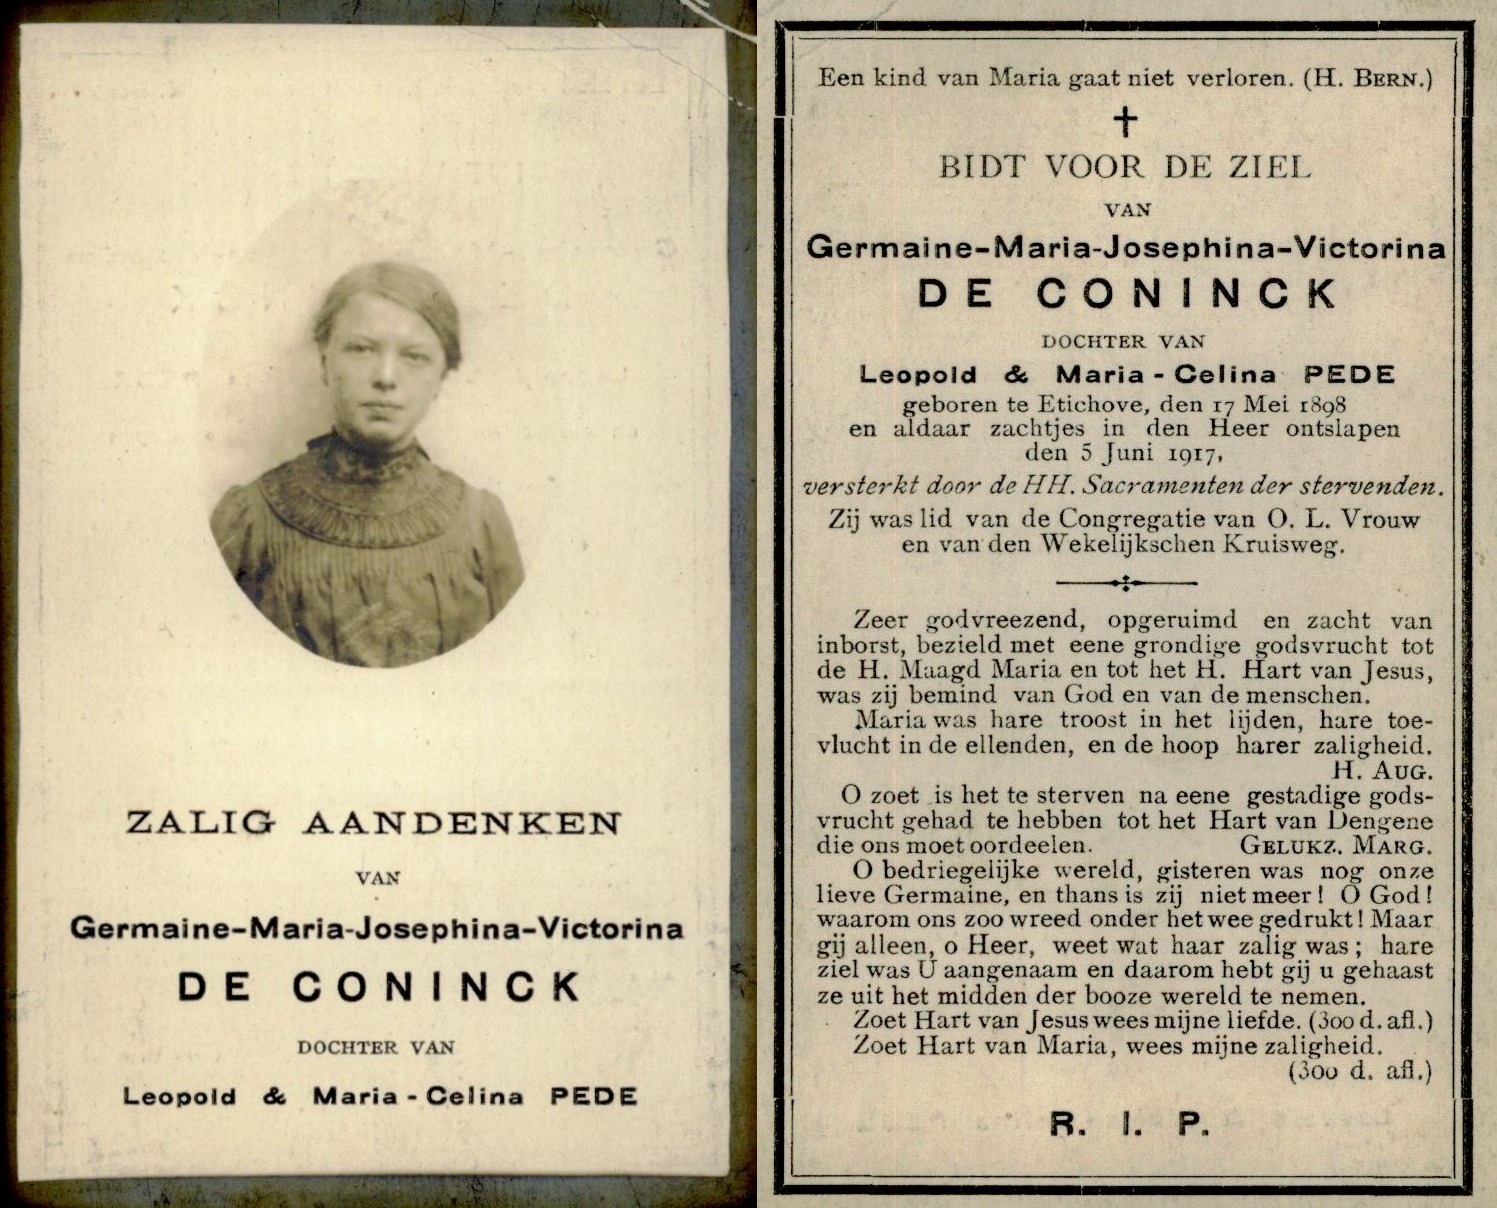 ZALIG AANDENKEN
VAN
Germaine-Maria-Josephina-Victorina
DE CONINCK
DOCHTER VAN
Leopold & Maria-Celina PEDE
Een kind van Maria gaat niet verloren. (H. BERN.)
✝
BIDT VOOR DE ZIEL
VAN
Germaine-Maria-Josephina-Victorina
DE CONINCK
DOCHTER VAN
Leopold & Maria-Celina PEDE
geboren te Etichove, den 17 Mei 1898
en aldaar zachtjes in den Heer ontslapen
den 5 Juni 1917,
versterkt door de HH. Sacramenten der stervenden.
Zij was lid van de Congregatie van O. L. Vrouw
en van den Wekelijkschen Kruisweg.
Zeer godvreezend, opgeruimd en zacht van
inborst, bezield met eene grondige godsvrucht tot
de H. Maagd Maria en tot het H. Hart van Jesus,
was zij bemind van God en van de menschen.
Maria was hare troost in het lijden, hare toe-
vlucht in de ellenden, en de hoop harer zaligheid.
H. AUG.
O zoet is het te sterven na eene gestadige gods-
vrucht gehad te hebben tot het Hart van Dengene
die ons moet oordeelen. GELUKZ. MARG.
O bedriegelijke wereld, gisteren was nog onze
lieve Germaine, en thans is zij niet meer! O God!
waarom ons zoo wreed onder het wee gedrukt! Maar
gij alleen, o Heer, weet wat haar zalig was; hare
ziel was U aangenaam en daarom hebt gij u gehaast
ze uit het midden der booze wereld te nemen.
Zoet Hart van Jesus wees mijne liefde. (300 d. afl.)
Zoet Hart van Maria, wees mijne zaligheid.
(300 d. afl.)
R. I. P.